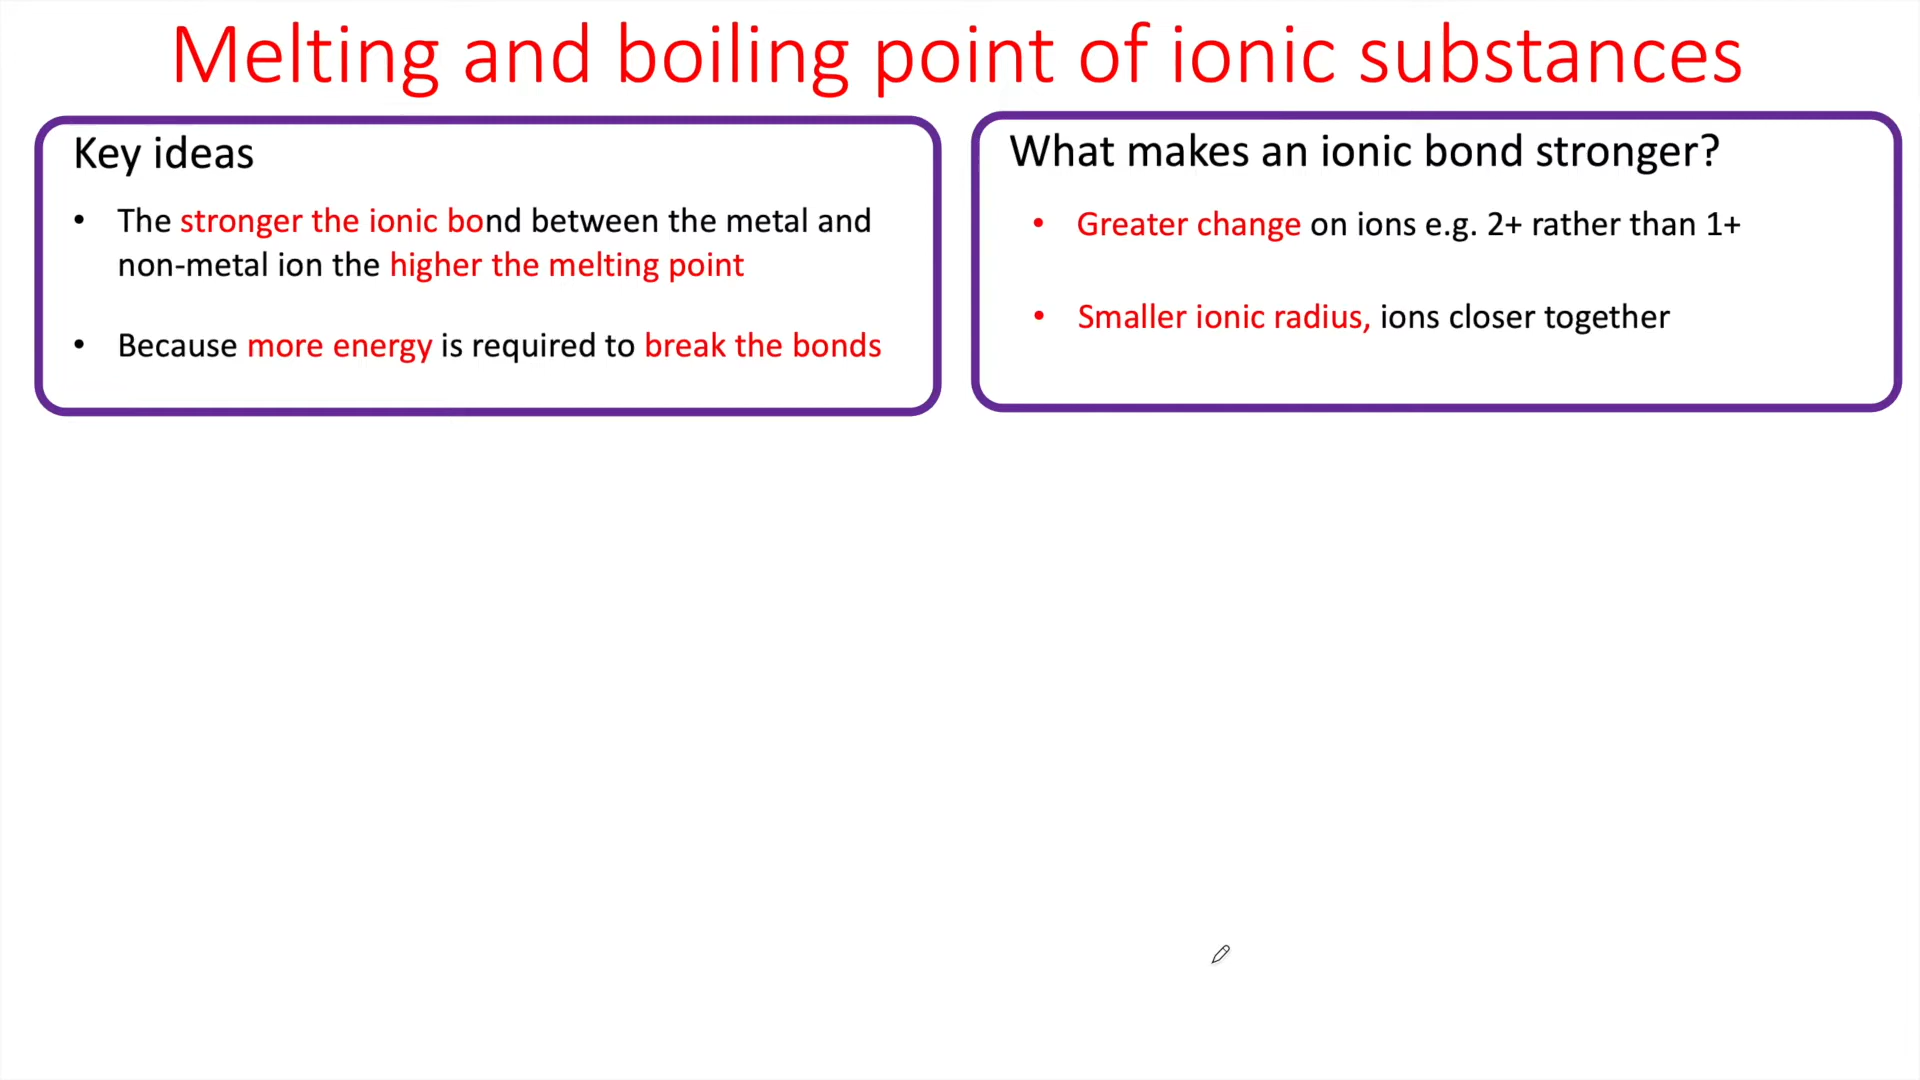 Melting and boiling point of ionic substances
Key ideas
• The stronger the ionic bond between the metal and
non-metal ion the higher the melting point
• Because more energy is required to break the bonds
What makes an ionic bond stronger?
• Greater change on ions e.g. 2+ rather than 1+
• Smaller ionic radius, ions closer together